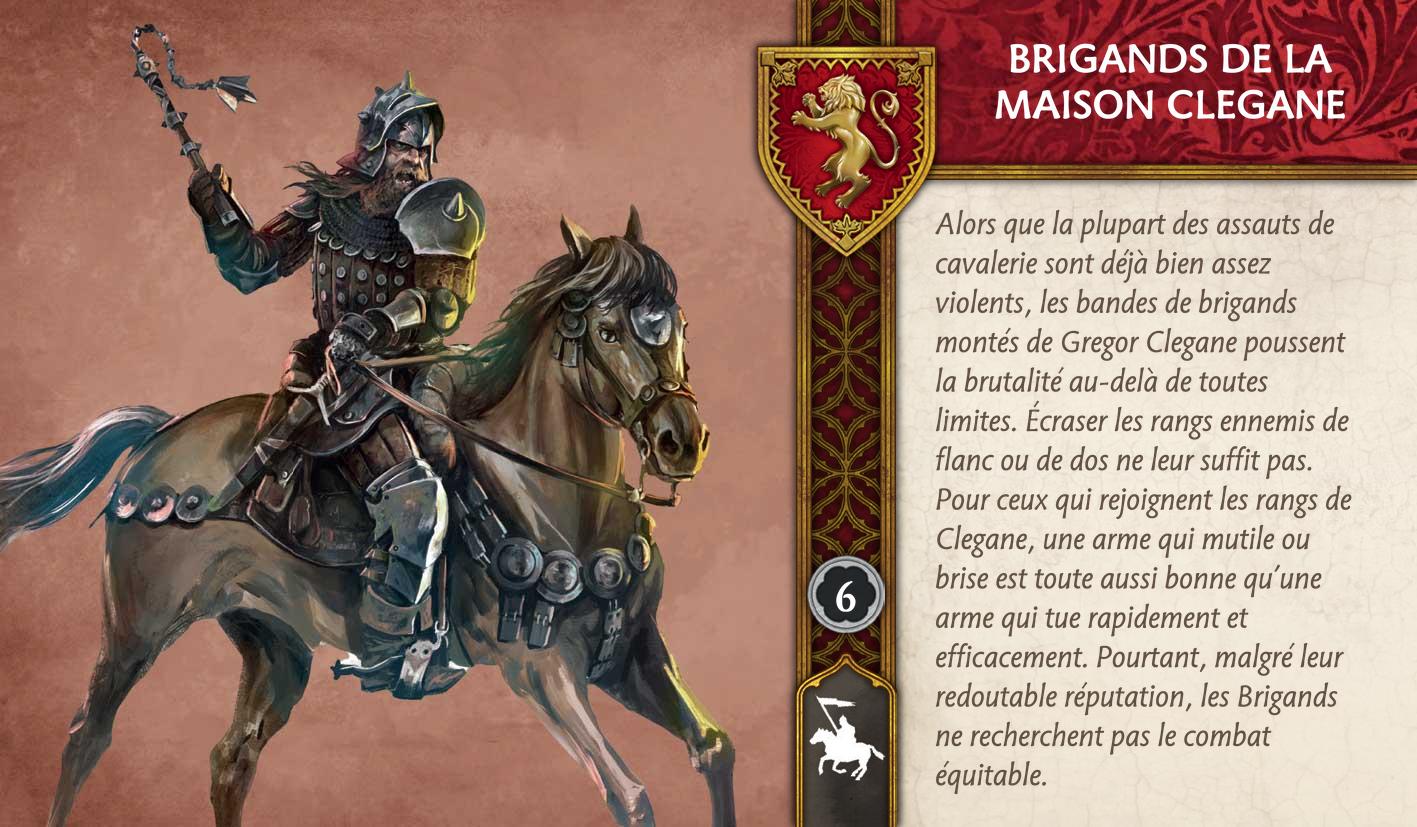 BRIGANDS DE LA
MAISON CLEGANE
Alors que la plupart des assauts de
cavalerie sont déjà bien assez
violents, les bandes de brigands
montés de Gregor Clegane poussent
la brutalité au-delà de toutes
limites. Écraser les rangs ennemis de
flanc ou de dos ne leur suffit pas.
Pour ceux qui rejoignent les rangs de
Clegane, une arme qui mutile ou
brise est toute aussi bonne qu'une
arme qui tue rapidement et
efficacement. Pourtant, malgré leur
redoutable réputation, les Brigands
ne recherchent pas le combat
équitable.
6